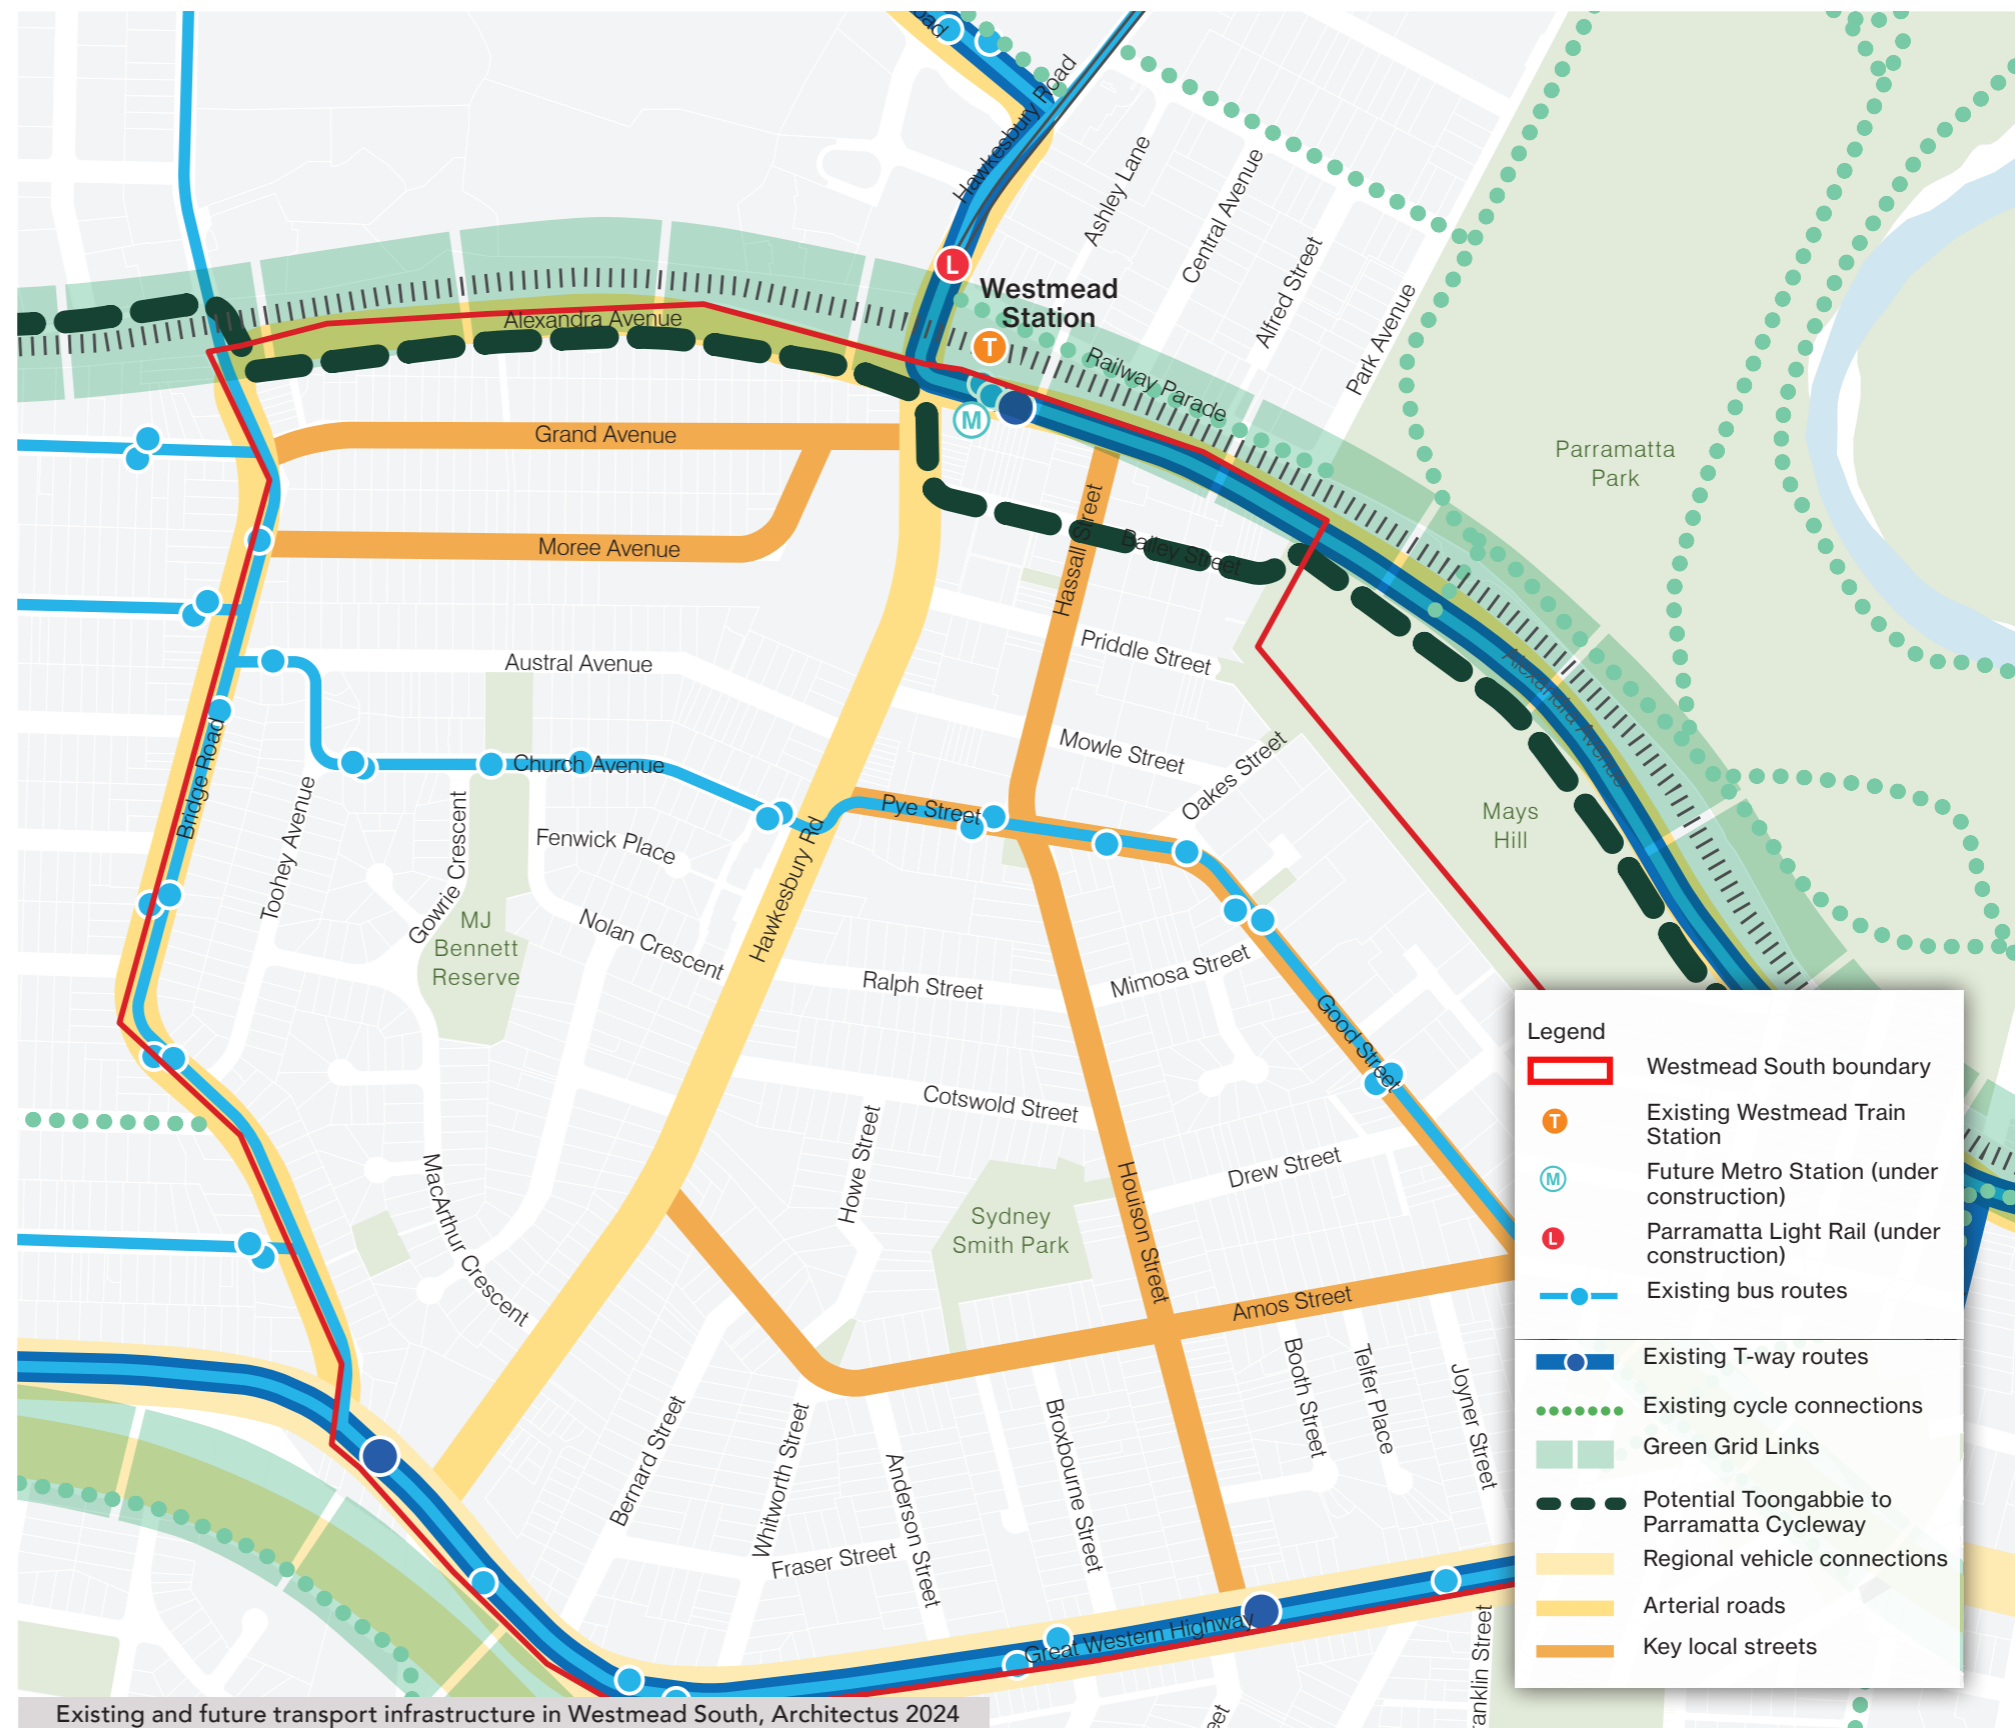 Hawkesbury Road
Ashley Lane
Central Avenue
Alfred Street
Park Avenue
L
Westmead
Station
T
M
Railway Parade
Alexandra Avenue
Parramatta
Park
Grand Avenue
Moree Avenue
Hassall Street
Bailey Street
Priddle Street
Austral Avenue
Alexandra Avenue
Mowle Street
Oakes Street
Bridge Road
Church Avenue
Pye Street
Mays
Hill
Toohey Avenue
Gowrie Crescent
Fenwick Place
Hawkesbury Rd
MJ
Bennett
Reserve
Nolan Crescent
Ralph Street
Mimosa Street
Good Street
Cotswold Street
Howe Street
Drew Street
Houison Street
MacArthur Crescent
Sydney
Smith Park
Amos Street
Booth Street
Telfer Place
Joyner Street
Bernard Street
Whitworth Street
Anderson Street
Broxbourne Street
Fraser Street
Great Western Highway
Legend
Westmead South boundary
T
Existing Westmead Train
Station
M
Future Metro Station (under
construction)
L
Parramatta Light Rail (under
construction)
Existing bus routes
Existing T-way routes
Existing cycle connections
Green Grid Links
Potential Toongabbie to
Parramatta Cycleway
Regional vehicle connections
Arterial roads
Key local streets
anklin Street
eet
Existing and future transport infrastructure in Westmead South, Architectus 2024